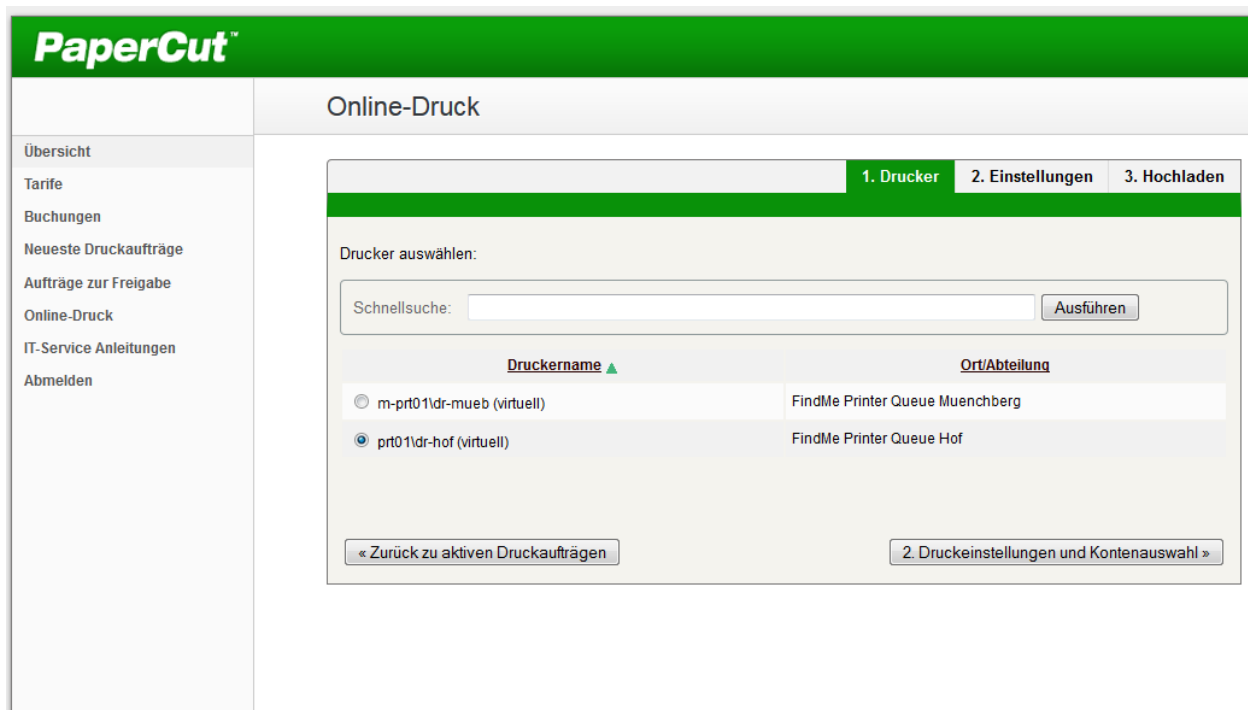 PaperCut™
Online-Druck
Übersicht
Tarife
Buchungen
Neueste Druckaufträge
Aufträge zur Freigabe
Online-Druck
IT-Service Anleitungen
Abmelden
1. Drucker 2. Einstellungen 3. Hochladen
Drucker auswählen:
Schnellsuche: Ausführen
Druckername Ort/Abteilung
m-prt01\dr-mueb (virtuell) FindMe Printer Queue Muenchberg
prt01\dr-hof (virtuell) FindMe Printer Queue Hof
« Zurück zu aktiven Druckaufträgen 2. Druckeinstellungen und Kontenauswahl »